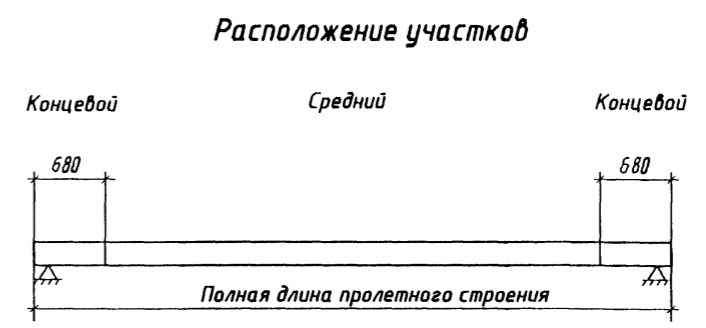 Расположение участков
Концевой Средний Концевой
680 680
Полная длина пролетного строения